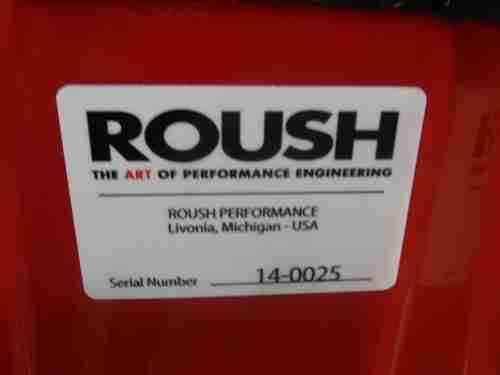 ROUSH
THE ART OF PERFORMANCE ENGINEERING
ROUSH PERFORMANCE
Livonia, Michigan - USA
Serial Number 14-0025